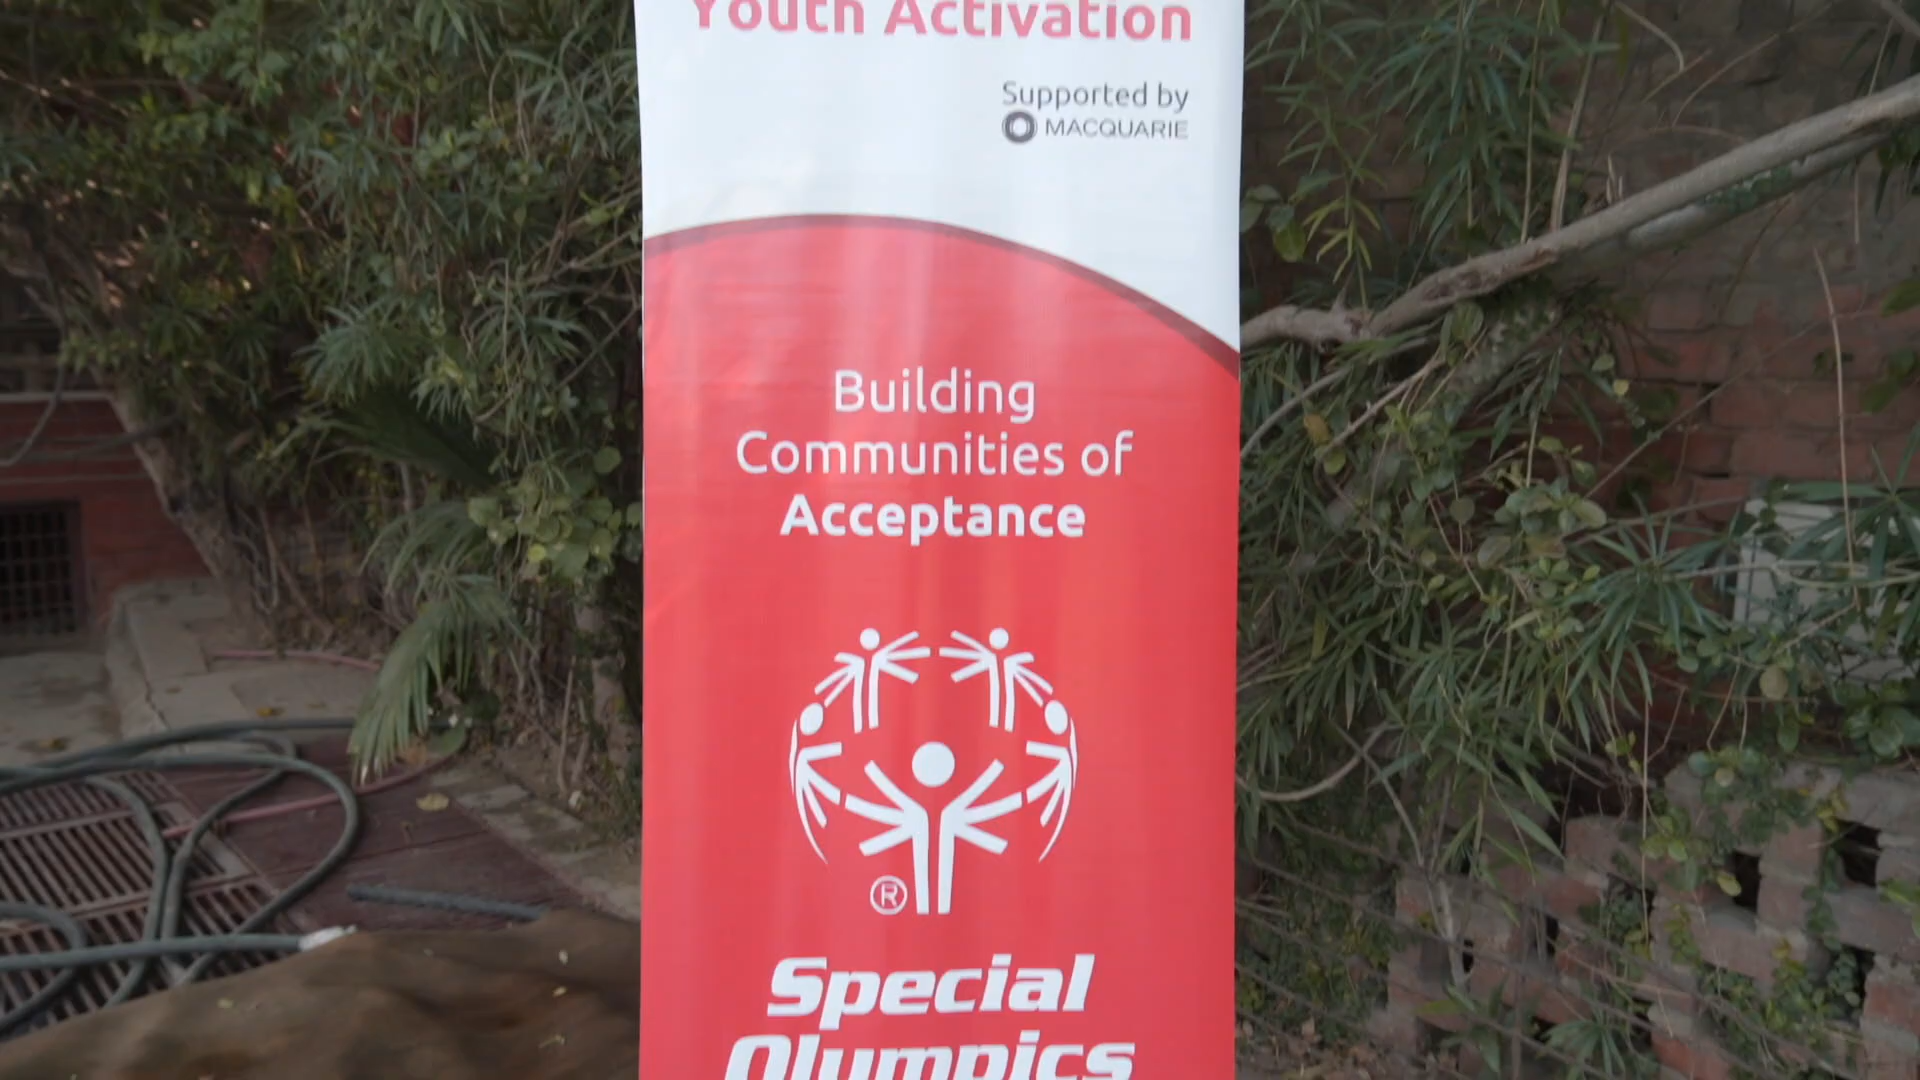 Youth Activation
Supported by
MACQUARIE
Building
Communities of
Acceptance
®
Special
Olympics